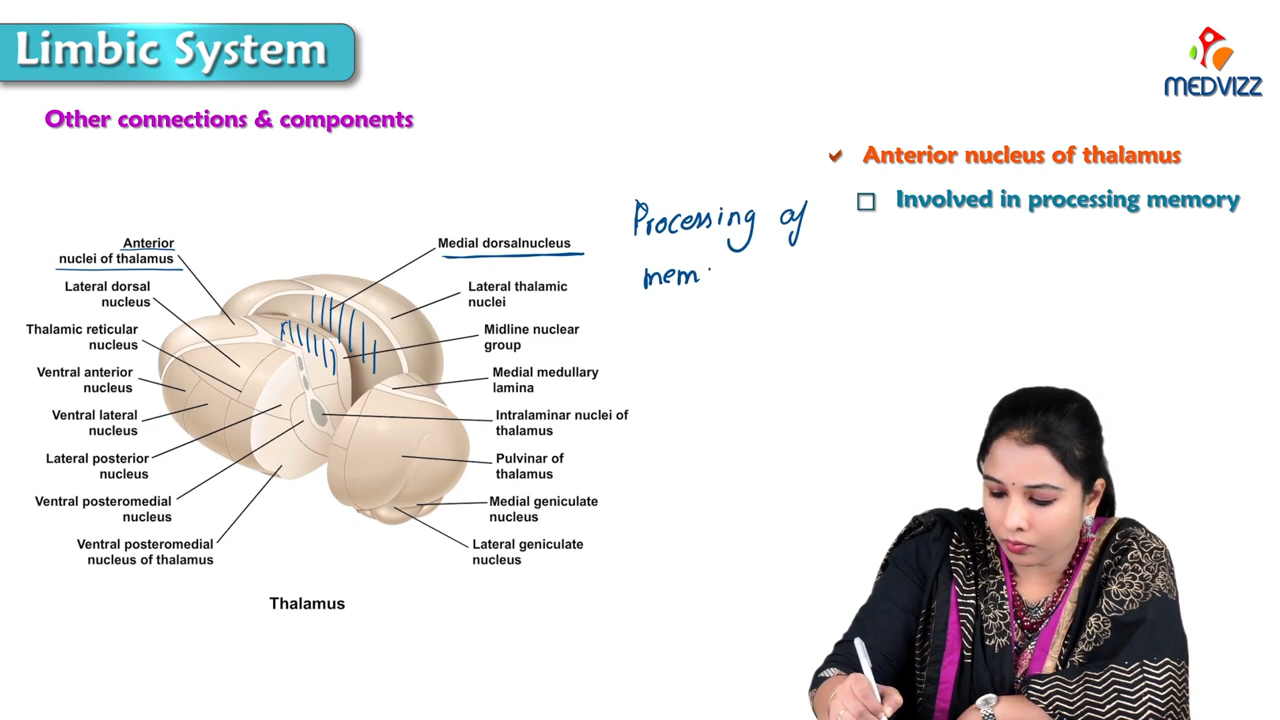 Limbic System
MEDVIZZ
Other connections & components
Anterior nucleus of thalamus
Involved in processing memory
Processing of
mem
Anterior
nuclei of thalamus
Lateral dorsal
nucleus
Thalamic reticular
nucleus
Ventral anterior
nucleus
Ventral lateral
nucleus
Lateral posterior
nucleus
Ventral posteromedial
nucleus
Ventral posteromedial
nucleus of thalamus
Medial dorsalnucleus
Lateral thalamic
nuclei
Midline nuclear
group
Medial medullary
lamina
Intralaminar nuclei of
thalamus
Pulvinar of
thalamus
Medial geniculate
nucleus
Lateral geniculate
nucleus
Thalamus